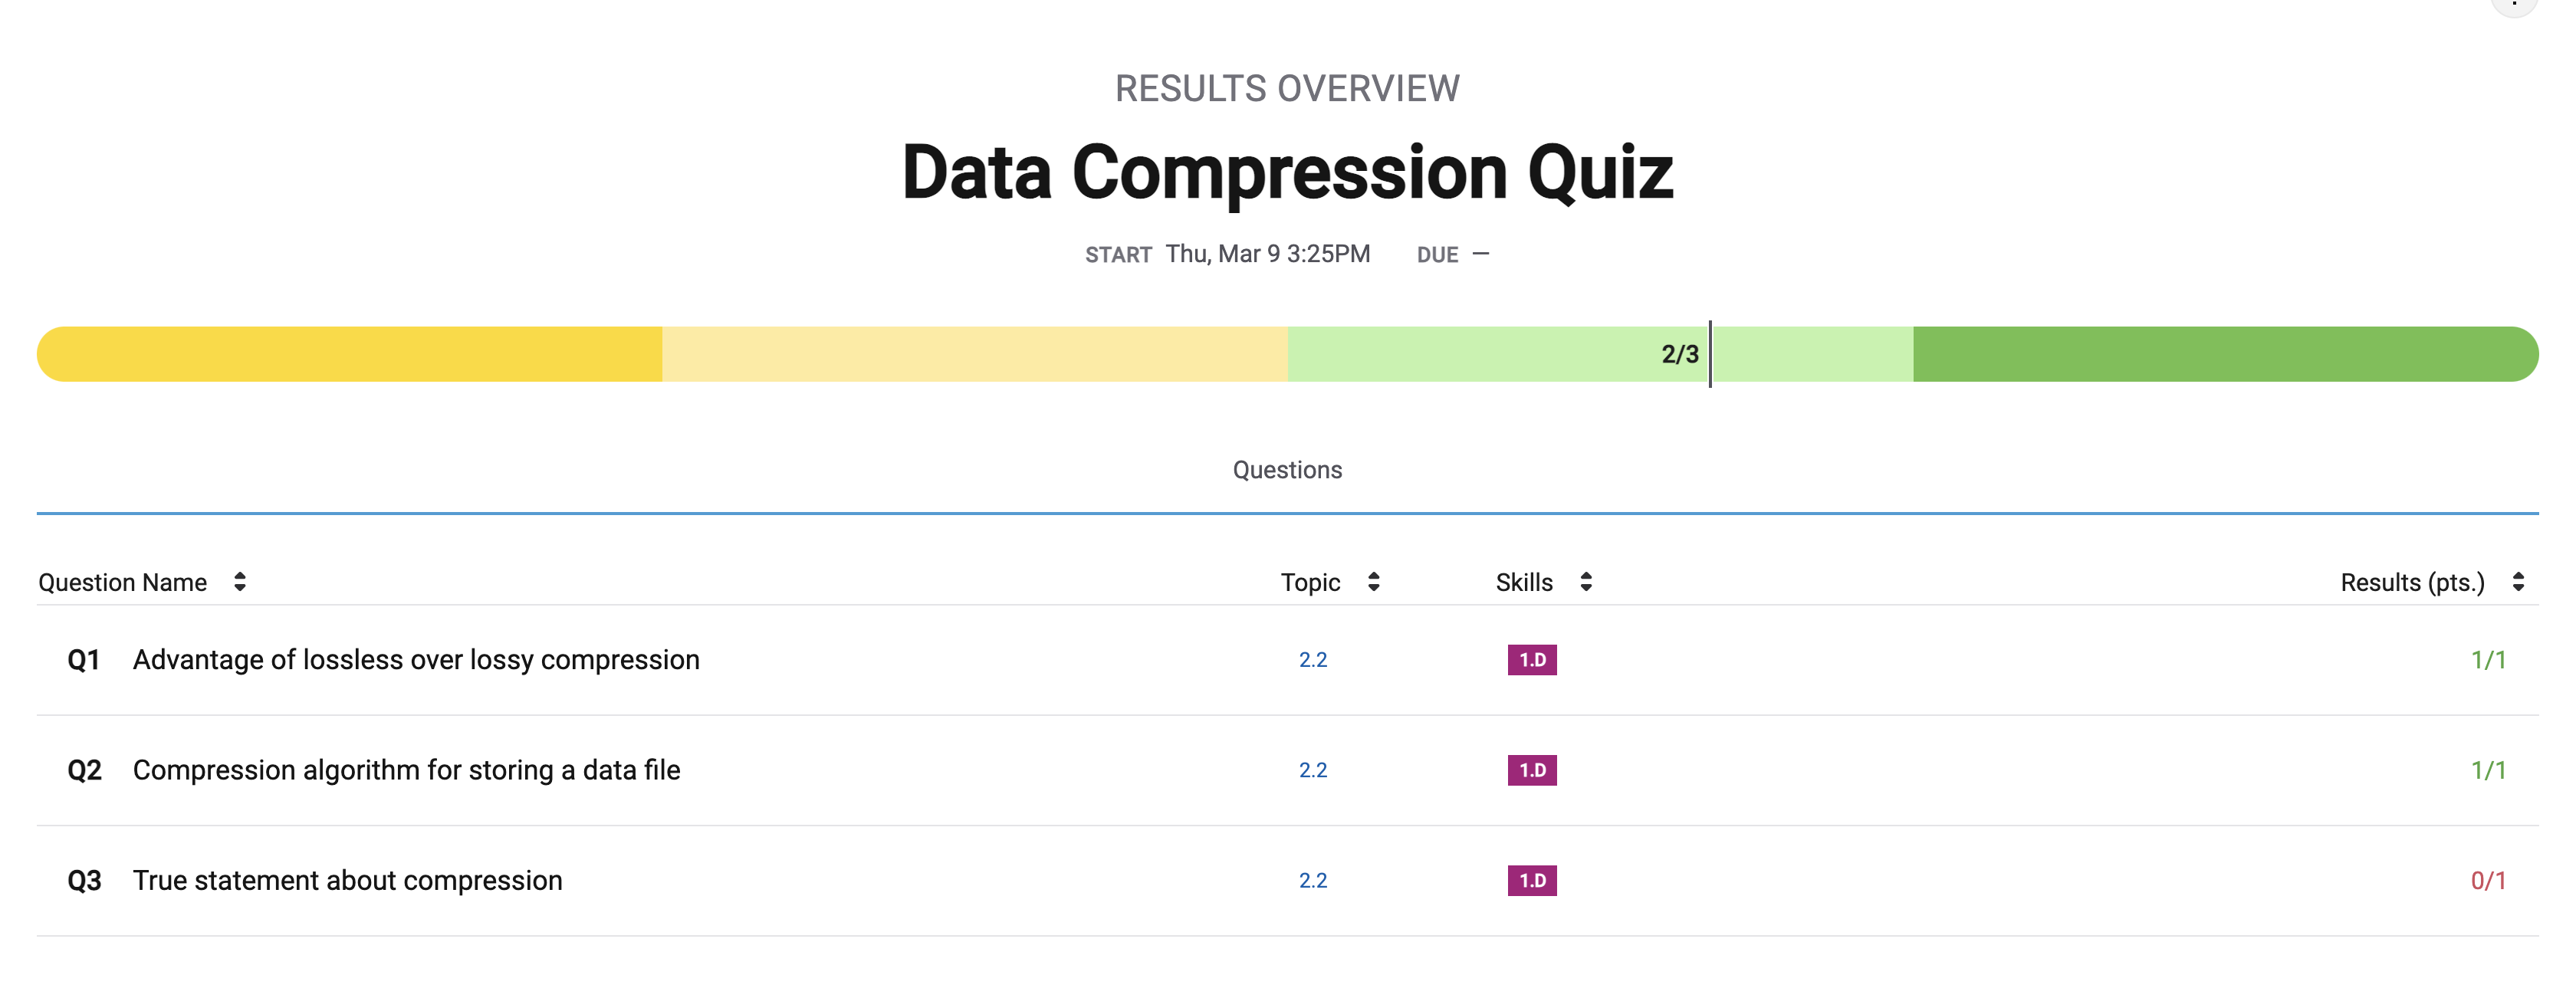 RESULTS OVERVIEW
Data Compression Quiz
START Thu, Mar 9 3:25PM DUE —
2/3
Questions
Question Name Topic Skills Results (pts.)
Q1 Advantage of lossless over lossy compression 2.2 1.D 1/1
Q2 Compression algorithm for storing a data file 2.2 1.D 1/1
Q3 True statement about compression 2.2 1.D 0/1